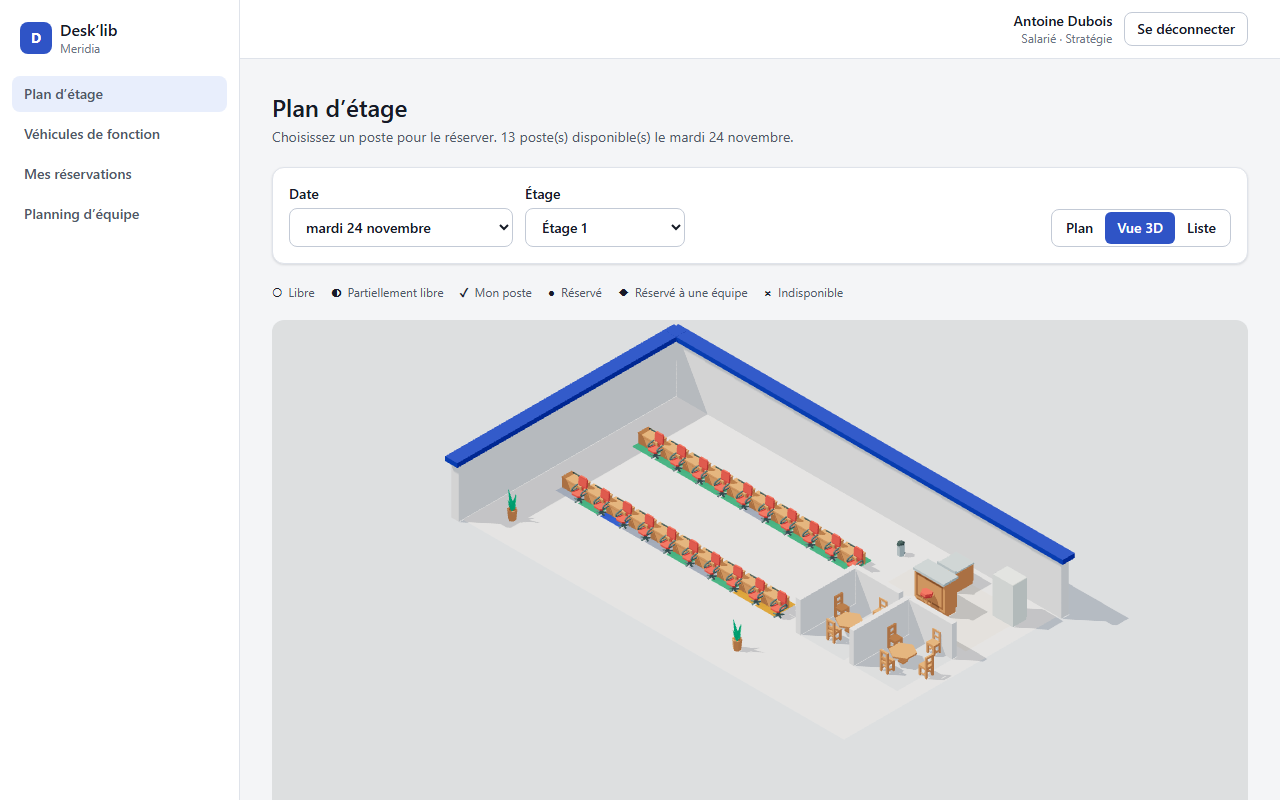 D
Desk’lib
Meridia
Antoine Dubois
Salarié · Stratégie
Se déconnecter
Plan d’étage
Véhicules de fonction
Mes réservations
Planning d’équipe
Plan d’étage
Choisissez un poste pour le réserver. 13 poste(s) disponible(s) le mardi 24 novembre.
Date
Étage
mardi 24 novembre
Étage 1
Plan
Vue 3D
Liste
Libre
Partiellement libre
Mon poste
Réservé
Réservé à une équipe
Indisponible